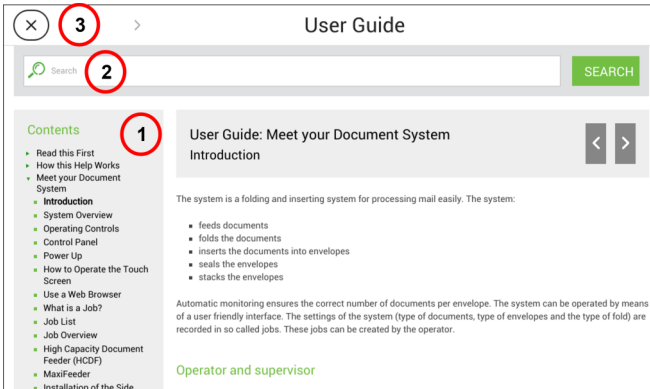 3
User Guide
Search
2
SEARCH
Contents
1
Read this First
How this Help Works
Meet your Document
System
Introduction
System Overview
Operating Controls
Control Panel
Power Up
How to Operate the Touch
Screen
Use a Web Browser
What is a Job?
Job List
Job Overview
High Capacity Document
Feeder (HCDF)
MaxiFeeder
Installation of the Side
User Guide: Meet your Document System
Introduction
The system is a folding and inserting system for processing mail easily. The system:
feeds documents
folds the documents
inserts the documents into envelopes
seals the envelopes
stacks the envelopes
Automatic monitoring ensures the correct number of documents per envelope. The system can be operated by means
of a user friendly interface. The settings of the system (type of documents, type of envelopes and the type of fold) are
recorded in so called jobs. These jobs can be created by the operator.
Operator and supervisor